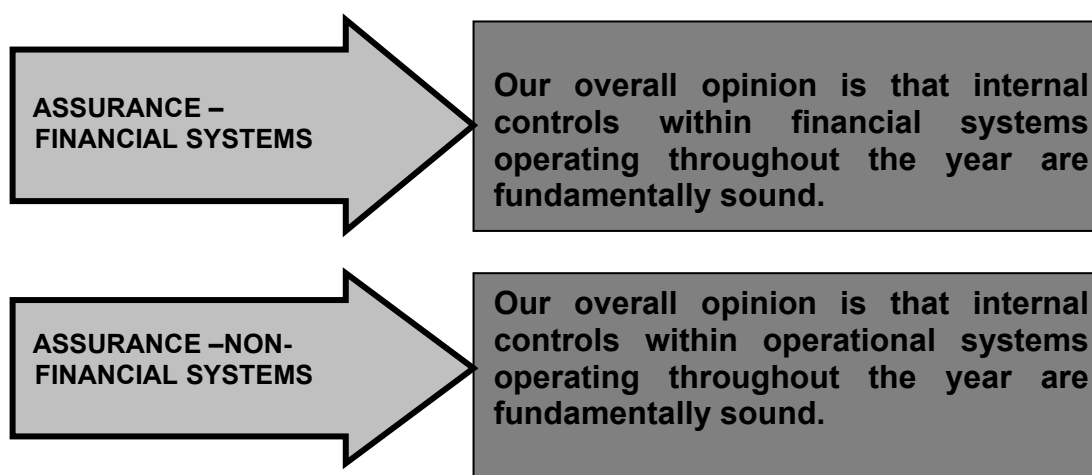 ASSURANCE –
FINANCIAL SYSTEMS
Our overall opinion is that internal
controls within financial systems
operating throughout the year are
fundamentally sound.
ASSURANCE –NON-
FINANCIAL SYSTEMS
Our overall opinion is that internal
controls within operational systems
operating throughout the year are
fundamentally sound.